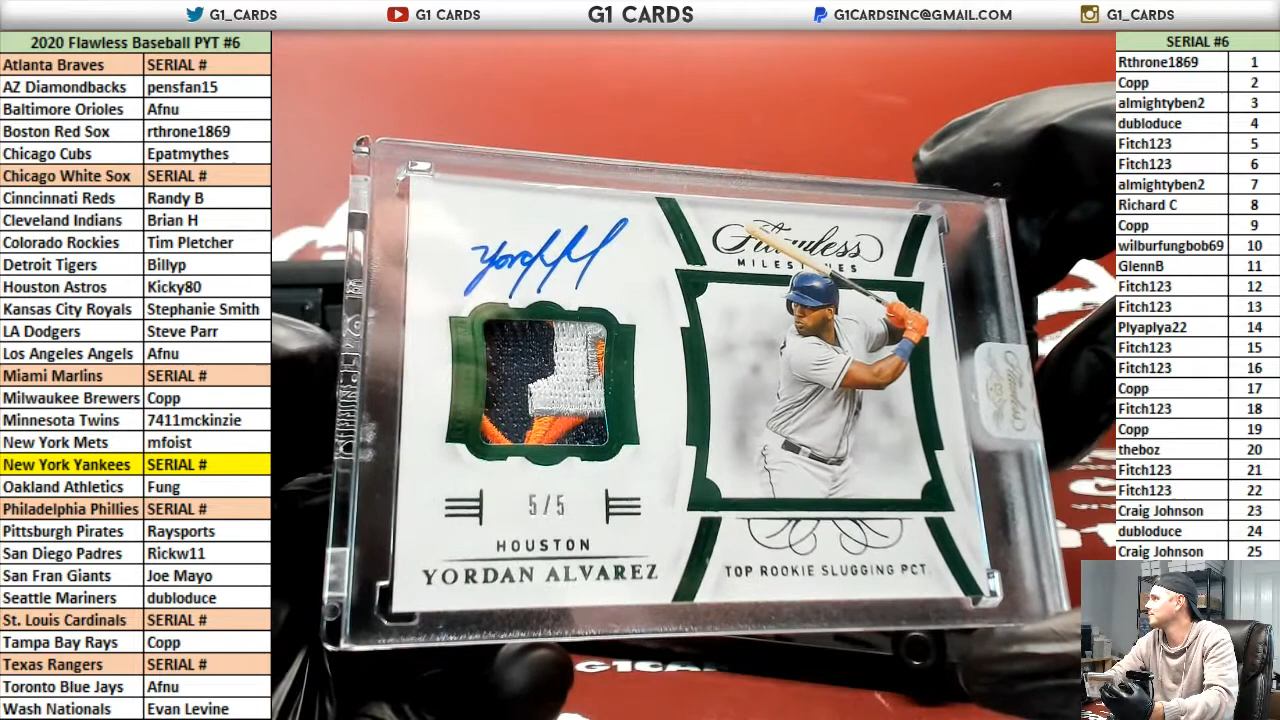 G1_CARDS
G1 CARDS
G1 CARDS
G1CARDSINC@GMAIL.COM
G1_CARDS
2020 Flawless Baseball PYT #6
Atlanta Braves SERIAL #
AZ Diamondbacks pensfan15
Baltimore Orioles Afnu
Boston Red Sox rthrone1869
Chicago Cubs Epatmythes
Chicago White Sox SERIAL #
Cinncinnati Reds Randy B
Cleveland Indians Brian H
Colorado Rockies Tim Pletcher
Detroit Tigers Billyp
Houston Astros Kicky80
Kansas City Royals Stephanie Smith
LA Dodgers Steve Parr
Los Angeles Angels Afnu
Miami Marlins SERIAL #
Milwaukee Brewers Copp
Minnesota Twins 7411mckinzie
New York Mets mfoist
New York Yankees SERIAL #
Oakland Athletics Fung
Philadelphia Phillies SERIAL #
Pittsburgh Pirates Raysports
San Diego Padres Rickw11
San Fran Giants Joe Mayo
Seattle Mariners dubloduce
St. Louis Cardinals SERIAL #
Tampa Bay Rays Copp
Texas Rangers SERIAL #
Toronto Blue Jays Afnu
Wash Nationals Evan Levine
Flawless
MILESTONES
5/5
HOUSTON
YORDAN ALVAREZ
TOP ROOKIE SLUGGING PCT.
Flawless
G1CARDS
SERIAL #6
Rthrone1869 1
Copp 2
almightyben2 3
dubloduce 4
Fitch123 5
Fitch123 6
almightyben2 7
Richard C 8
Copp 9
wilburfungbob69 10
GlennB 11
Fitch123 12
Fitch123 13
Plyaplya22 14
Fitch123 15
Fitch123 16
Copp 17
Fitch123 18
Copp 19
theboz 20
Fitch123 21
Fitch123 22
Craig Johnson 23
dubloduce 24
Craig Johnson 25